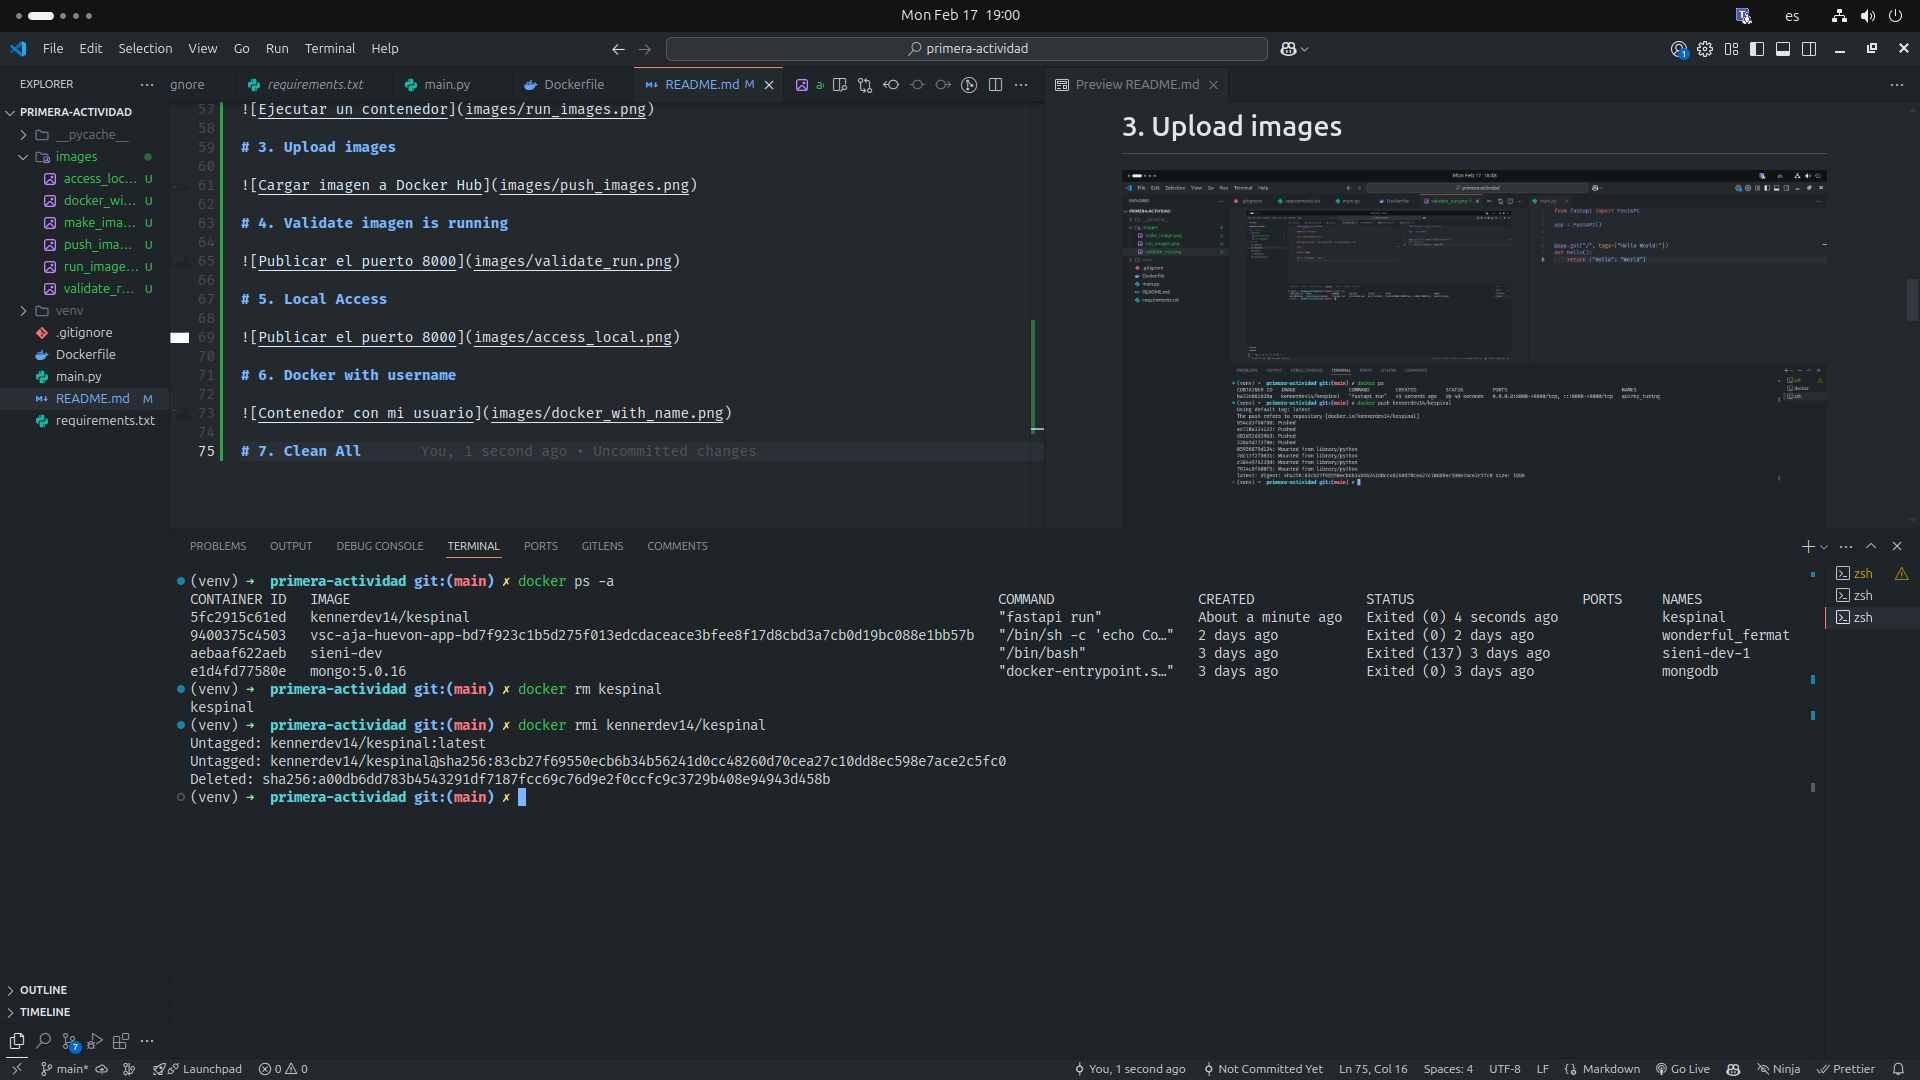 Mon Feb 17 19:00
es
File Edit Selection View Go Run Terminal Help
primera-actividad
EXPLORER
gnore
requirements.txt
main.py
Dockerfile
README.md M
Preview README.md
PRIMERA-ACTIVIDAD
__pycache__
images
access_loc... U
docker_wi... U
make_ima... U
push_ima... U
run_image... U
validate_r... U
venv
.gitignore
Dockerfile
main.py
README.md M
requirements.txt
57 ![Ejecutar un contenedor](images/run_images.png)
58
59 # 3. Upload images
60
61 ![Cargar imagen a Docker Hub](images/push_images.png)
62
63 # 4. Validate imagen is running
64
65 ![Publicar el puerto 8000](images/validate_run.png)
66
67 # 5. Local Access
68
69 ![Publicar el puerto 8000](images/access_local.png)
70
71 # 6. Docker with username
72
73 ![Contenedor con mi usuario](images/docker_with_name.png)
74
75 # 7. Clean All You, 1 second ago • Uncommitted changes
3. Upload images
PROBLEMS OUTPUT DEBUG CONSOLE TERMINAL PORTS GITLENS COMMENTS
(venv) → primera-actividad git:(main) ✗ docker ps -a
CONTAINER ID IMAGE COMMAND CREATED STATUS PORTS NAMES
5fc2915c61ed kennerdev14/kespinal "fastapi run" About a minute ago Exited (0) 4 seconds ago kespinal
9400375c4503 vsc-aja-huevon-app-bd7f923c1b5d275f013edcdaceace3bfee8f17d8cbd3a7cb0d19bc088e1bb57b "/bin/sh -c 'echo Co…" 2 days ago Exited (0) 2 days ago wonderful_fermat
aebaaf622aeb sieni-dev "/bin/bash" 3 days ago Exited (137) 3 days ago sieni-dev-1
e1d4fd77580e mongo:5.0.16 "docker-entrypoint.s…" 3 days ago Exited (0) 3 days ago mongodb
(venv) → primera-actividad git:(main) ✗ docker rm kespinal
kespinal
(venv) → primera-actividad git:(main) ✗ docker rmi kennerdev14/kespinal
Untagged: kennerdev14/kespinal:latest
Untagged: kennerdev14/kespinal@sha256:83cb27f69550ecb6b34b56241d0cc48260d70cea27c10dd8ec598e7ace2c5fc0
Deleted: sha256:a00db6dd783b4543291df7187fcc69c76d9e2f0ccfc9c3729b408e94943d458b
(venv) → primera-actividad git:(main) ✗
zsh
zsh
zsh
OUTLINE
TIMELINE
7
main* Launchpad 0 0 You, 1 second ago Not Committed Yet Ln 75, Col 16 Spaces: 4 UTF-8 LF Markdown Go Live Ninja Prettier